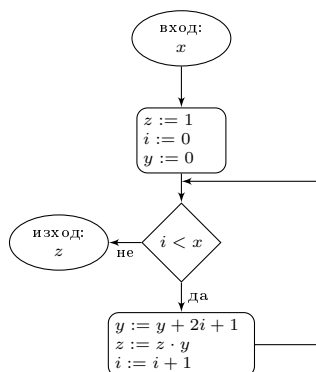 вход:
x
z := 1
i := 0
y := 0
i < x
изход:
z
не
да
y := y + 2i + 1
z := z · y
i := i + 1